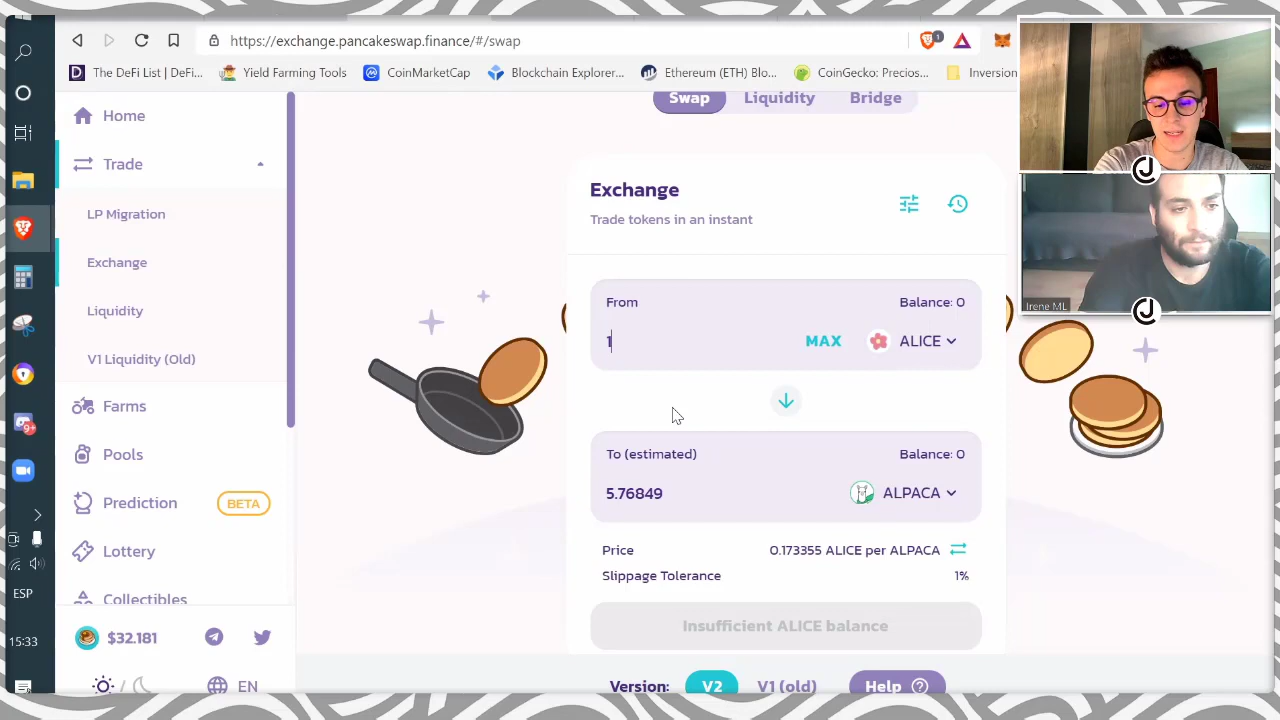 https://exchange.pancakeswap.finance/#/swap
1
The DeFi List | DeFi...
Yield Farming Tools
CoinMarketCap
Blockchain Explorer...
Ethereum (ETH) Blo...
CoinGecko: Precios...
Inversion
Home
Trade
LP Migration
Exchange
Liquidity
V1 Liquidity (Old)
Farms
Pools
Prediction
BETA
Lottery
Collectibles
$32.181
EN
Swap
Liquidity
Bridge
Exchange
Trade tokens in an instant
From
Balance: 0
1
MAX
ALICE
To (estimated)
Balance: 0
5.76849
ALPACA
Price
0.173355 ALICE per ALPACA
Slippage Tolerance
1%
Insufficient ALICE balance
Version:
V2
V1 (old)
Help
Irene ML
ESP
15:33